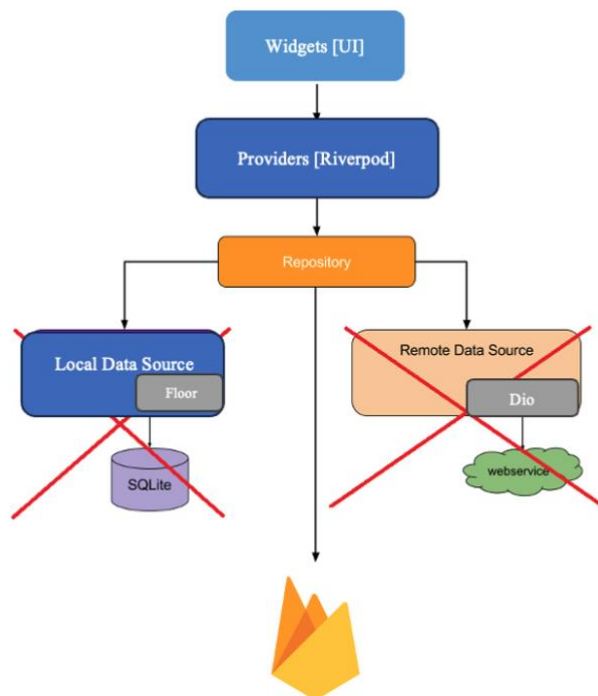 Widgets [UI]
Providers [Riverpod]
Repository
Local Data Source
Floor
Remote Data Source
Dio
SQLite
webservice